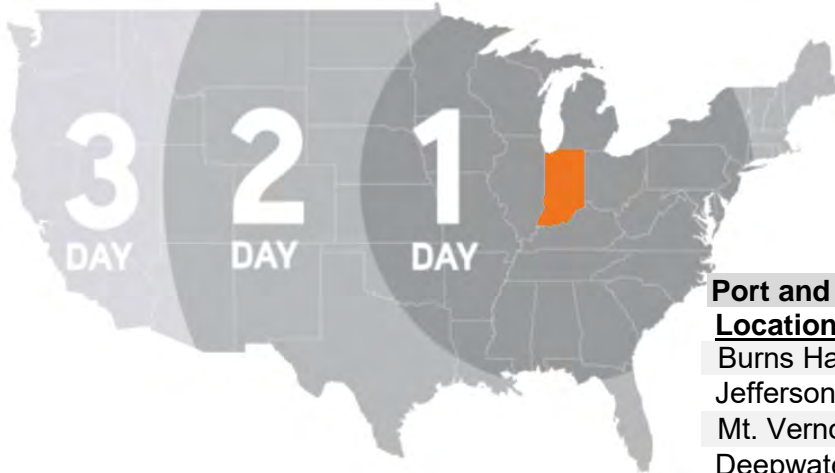 3 2 1
DAY DAY DAY
Port and
Location
Burns Ha
Jefferson
Mt. Verno
Deepwate